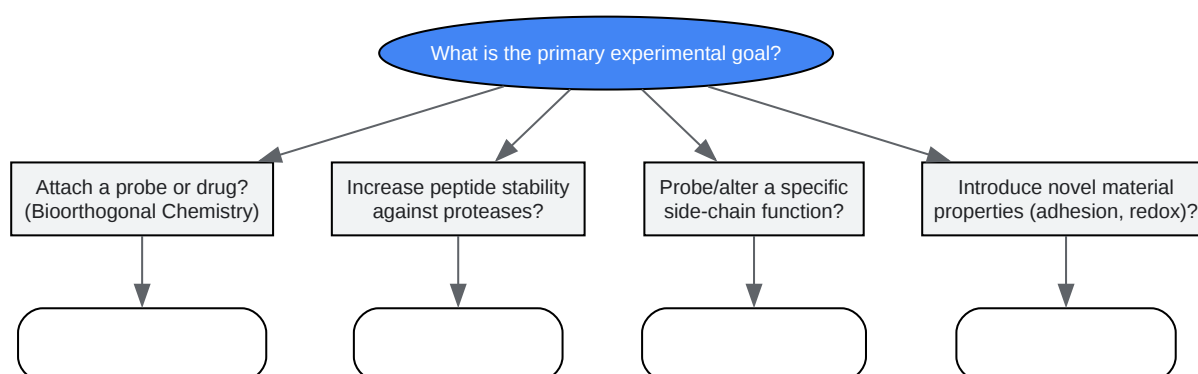 What is the primary experimental goal?
Attach a probe or drug?
(Bioorthogonal Chemistry)
Increase peptide stability
against proteases?
Probe/alter a specific
side-chain function?
Introduce novel material
properties (adhesion, redox)?